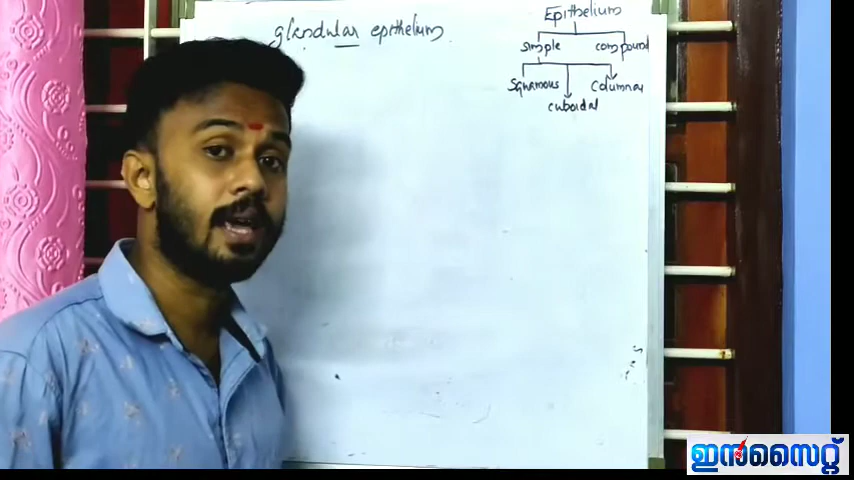 glandular epithelium
Epithelium
simple compound
Squamous columnar
cuboidal
ഇൻസൈറ്റ്